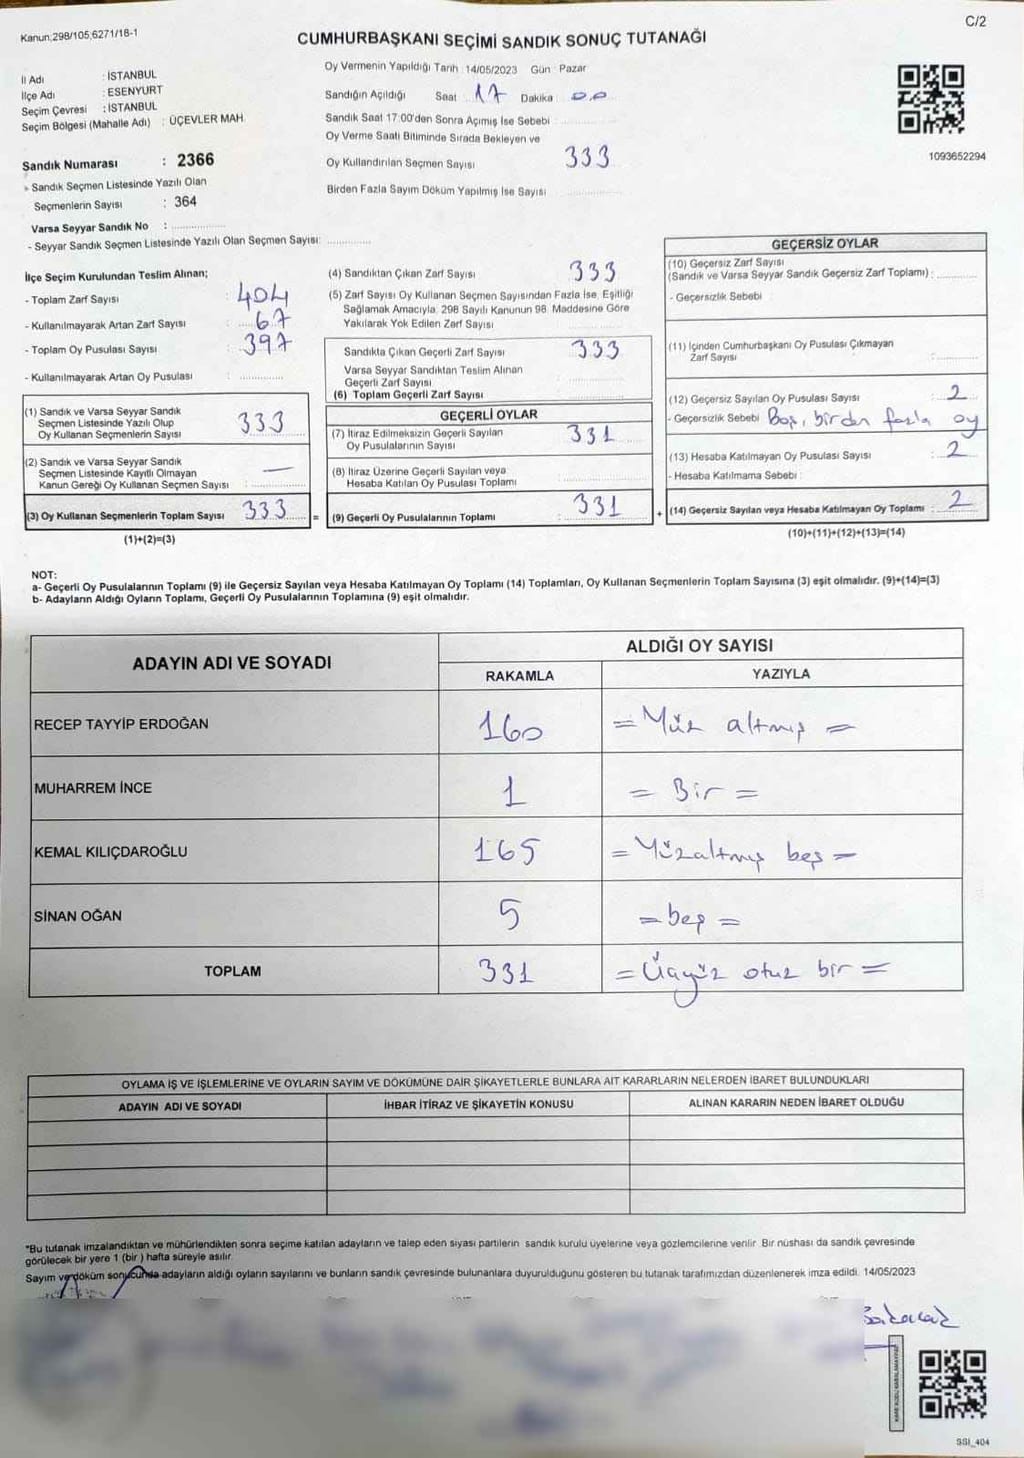 Kanun;298/105,6271/18-1
C/2
CUMHURBAŞKANI SEÇİMİ SANDIK SONUÇ TUTANAĞI
İl Adı : İSTANBUL
İlçe Adı : ESENYURT
Seçim Çevresi : İSTANBUL
Seçim Bölgesi (Mahalle Adı) : ÜÇEVLER MAH.
Sandık Numarası : 2366
- Sandık Seçmen Listesinde Yazılı Olan
Seçmenlerin Sayısı : 364
Varsa Seyyar Sandık No :
- Seyyar Sandık Seçmen Listesinde Yazılı Olan Seçmen Sayısı:
Oy Vermenin Yapıldığı Tarih : 14/05/2023 Gün : Pazar
Sandığın Açıldığı Saat 17 Dakika 00
Sandık Saat 17:00'den Sonra Açımış İse Sebebi :
Oy Verme Saati Bitiminde Sırada Bekleyen ve
Oy Kullandırılan Seçmen Sayısı 333
Birden Fazla Sayım Döküm Yapılmış İse Sayısı
1093652294
İlçe Seçim Kurulundan Teslim Alınan;
- Toplam Zarf Sayısı : 404
- Kullanılmayarak Artan Zarf Sayısı : 67
- Toplam Oy Pusulası Sayısı : 397
- Kullanılmayarak Artan Oy Pusulası :
(1) Sandık ve Varsa Seyyar Sandık
Seçmen Listesinde Yazılı Olup
Oy Kullanan Seçmenlerin Sayısı 333
(2) Sandık ve Varsa Seyyar Sandık
Seçmen Listesinde Kayıtlı Olmayan
Kanun Gereği Oy Kullanan Seçmen Sayısı : —
(3) Oy Kullanan Seçmenlerin Toplam Sayısı 333 =
(1)+(2)=(3)
(4) Sandıktan Çıkan Zarf Sayısı 333
(5) Zarf Sayısı Oy Kullanan Seçmen Sayısından Fazla İse, Eşitliği
Sağlamak Amacıyla, 298 Sayılı Kanunun 98. Maddesine Göre
Yakılarak Yok Edilen Zarf Sayısı
Sandıkta Çıkan Geçerli Zarf Sayısı 333
Varsa Seyyar Sandıktan Teslim Alınan
Geçerli Zarf Sayısı
(6) Toplam Geçerli Zarf Sayısı
GEÇERLİ OYLAR
(7) İtiraz Edilmeksizin Geçerli Sayılan
Oy Pusulalarının Sayısı 331
(8) İtiraz Üzerine Geçerli Sayılan veya
Hesaba Katılan Oy Pusulası Toplamı
(9) Geçerli Oy Pusulalarının Toplamı : 331 +
GEÇERSİZ OYLAR
(10) Geçersiz Zarf Sayısı
(Sandık ve Varsa Seyyar Sandık Geçersiz Zarf Toplamı) :
- Geçersizlik Sebebi :
(11) İçinden Cumhurbaşkanı Oy Pusulası Çıkmayan
Zarf Sayısı :
(12) Geçersiz Sayılan Oy Pusulası Sayısı : 2
- Geçersizlik Sebebi Boş, birden fazla oy
(13) Hesaba Katılmayan Oy Pusulası Sayısı : 2
- Hesaba Katılmama Sebebi :
(14) Geçersiz Sayılan veya Hesaba Katılmayan Oy Toplamı : 2
(10)+(11)+(12)+(13)=(14)
NOT:
a- Geçerli Oy Pusulalarının Toplamı (9) ile Geçersiz Sayılan veya Hesaba Katılmayan Oy Toplamı (14) Toplamları, Oy Kullanan Seçmenlerin Toplam Sayısına (3) eşit olmalıdır. (9)+(14)=(3)
b- Adayların Aldığı Oyların Toplamı, Geçerli Oy Pusulalarının Toplamına (9) eşit olmalıdır.
ADAYIN ADI VE SOYADI
ALDIĞI OY SAYISI
RAKAMLA YAZIYLA
RECEP TAYYİP ERDOĞAN 160 = Yüz altmış =
MUHARREM İNCE 1 = Bir =
KEMAL KILIÇDAROĞLU 165 = Yüzaltmış beş =
SİNAN OĞAN 5 = beş =
TOPLAM 331 = Üçyüz otuz bir =
OYLAMA İŞ VE İŞLEMLERİNE VE OYLARIN SAYIM VE DÖKÜMÜNE DAİR ŞİKAYETLERLE BUNLARA AİT KARARLARIN NELERDEN İBARET BULUNDUKLARI
ADAYIN ADI VE SOYADI İHBAR İTİRAZ VE ŞİKAYETİN KONUSU ALINAN KARARIN NEDEN İBARET OLDUĞU
*Bu tutanak imzalandıktan ve mühürlendikten sonra seçime katılan adayların ve talep eden siyasi partilerin sandık kurulu üyelerine veya gözlemcilerine verilir. Bir nüshası da sandık çevresinde
görülecek bir yere 1 (bir ) hafta süreyle asılır.
Sayım ve döküm sonucunda adayların aldığı oyların sayılarını ve bunların sandık çevresinde bulunanlara duyurulduğunu gösteren bu tutanak tarafımızdan düzenlenerek imza edildi. 14/05/2023
SSI_404